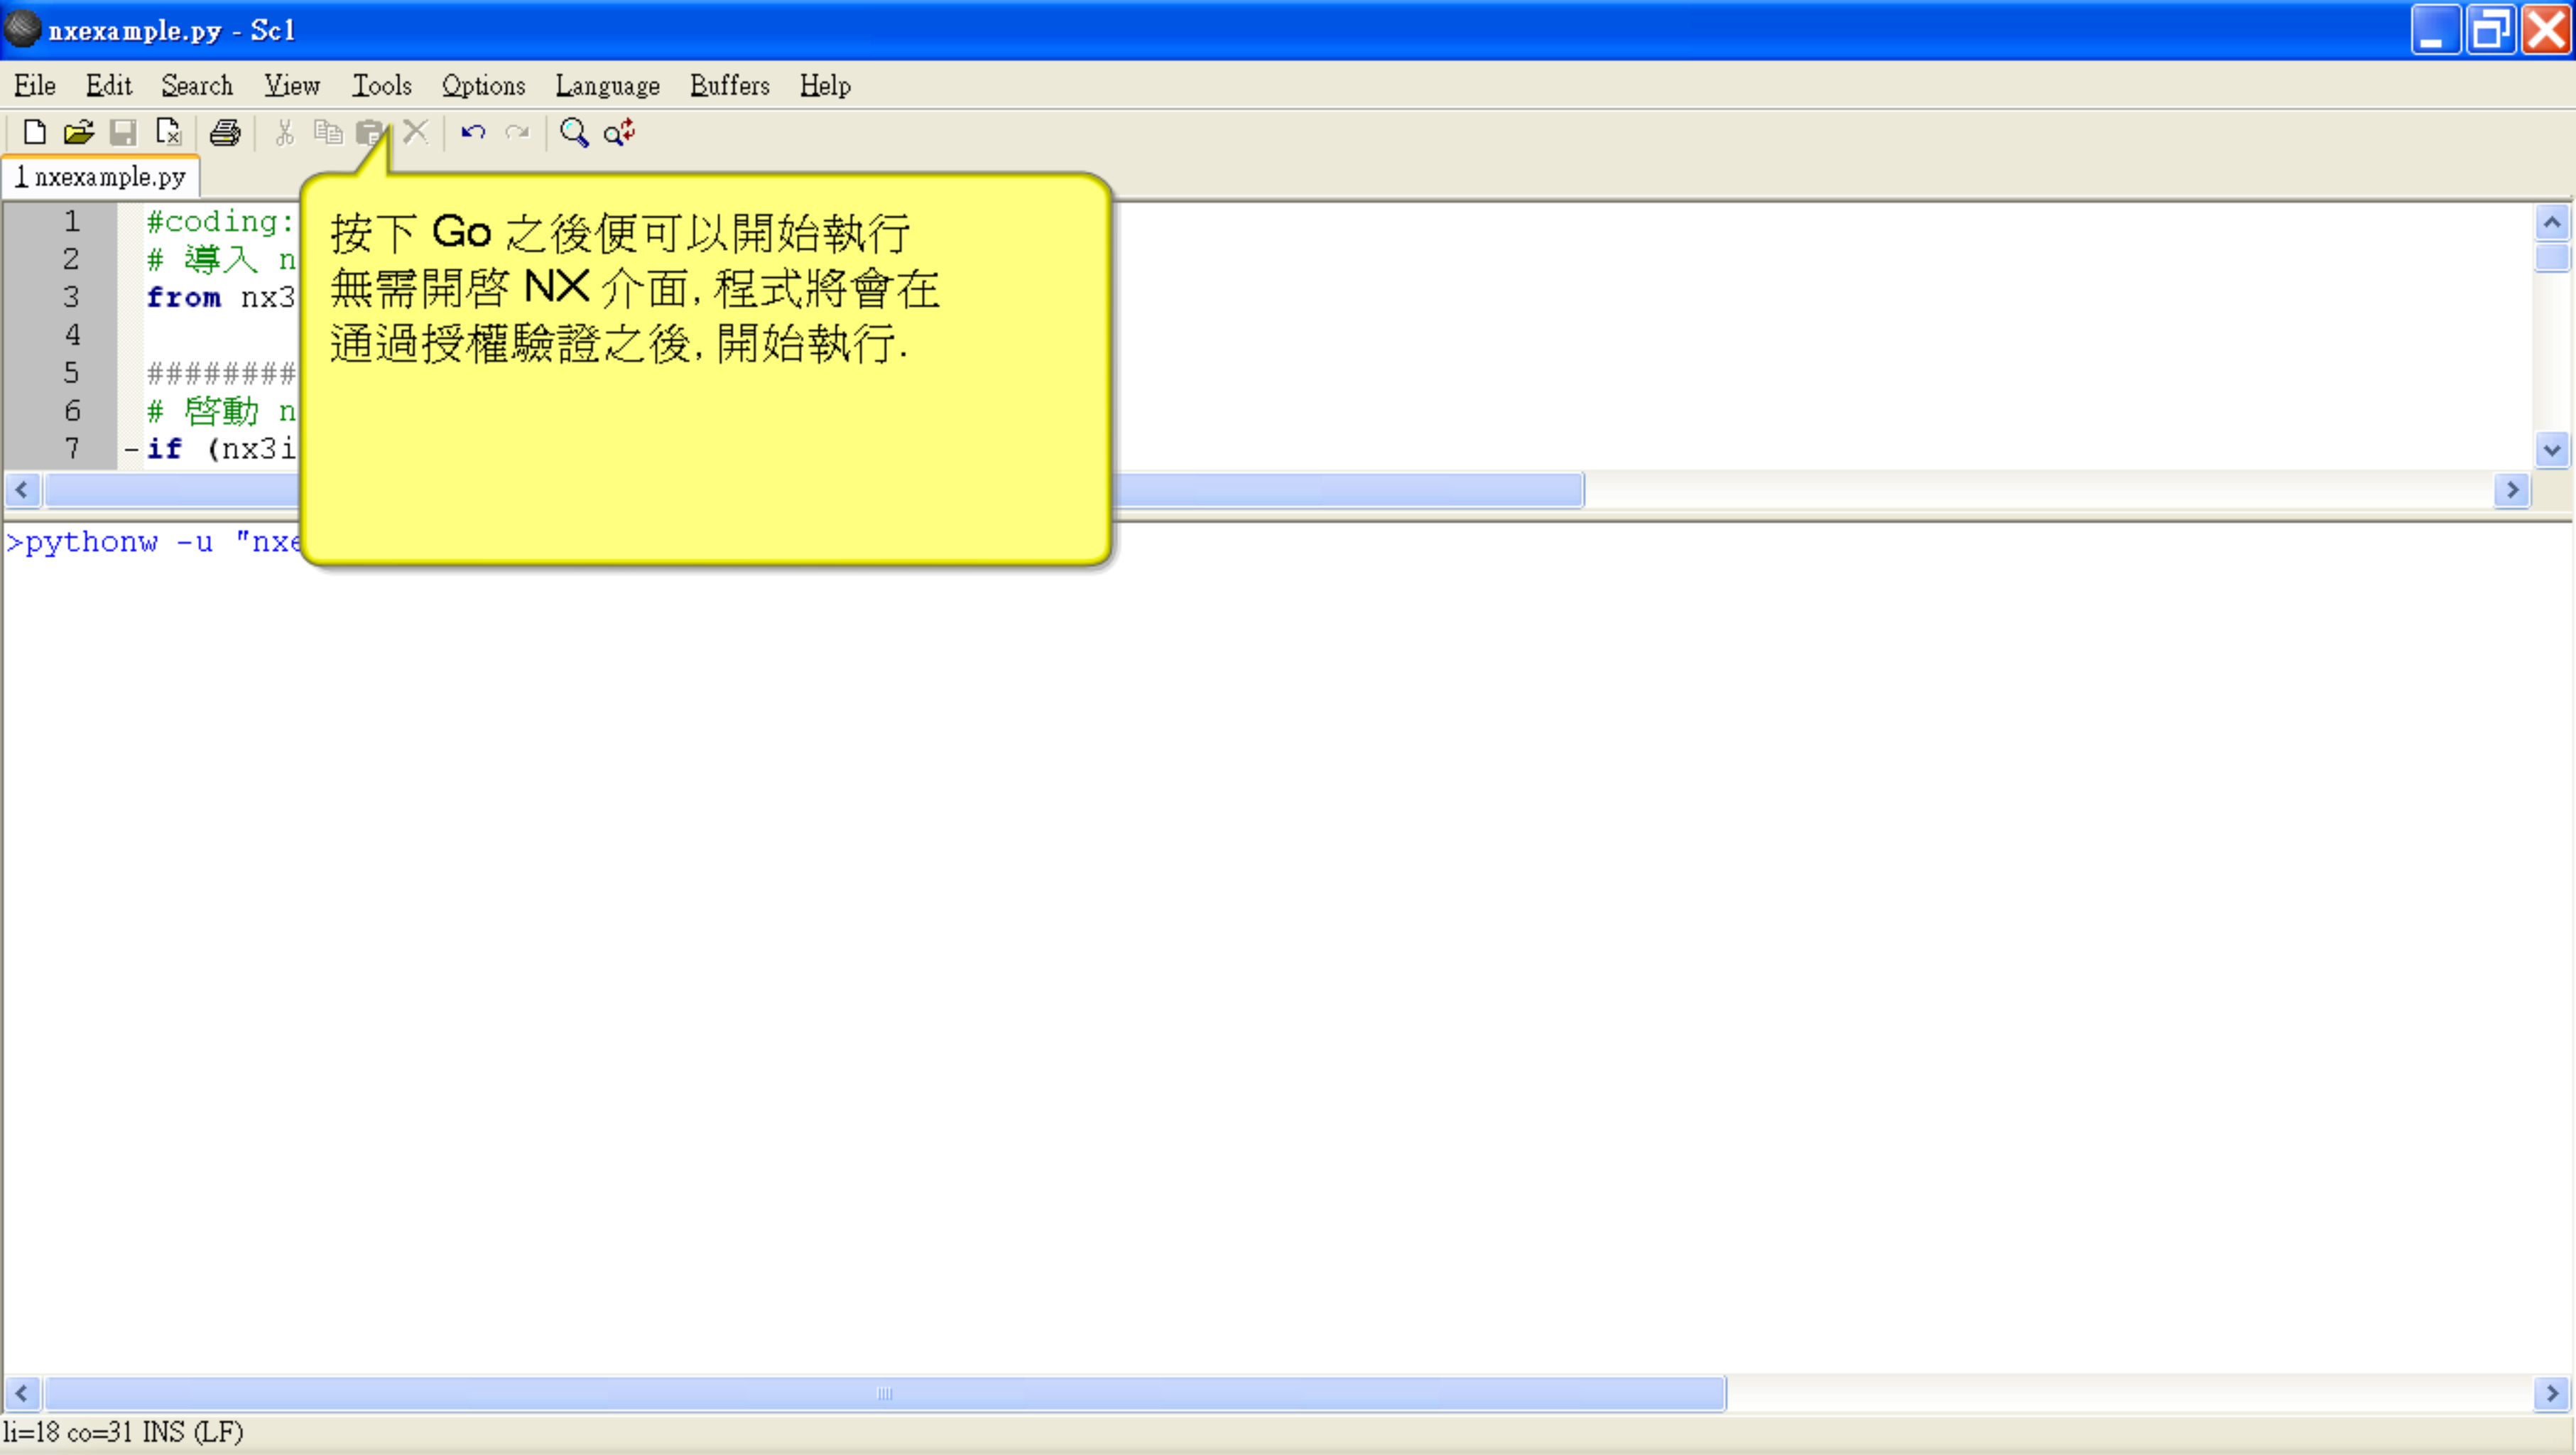 nxexample.py - Sc1
File Edit Search View Tools Options Language Buffers Help
1 nxexample.py
1 #coding:
2 # 導入 n
3 from nx3
4
5 ########
6 # 啓動 n
7 -if (nx3i
按下 Go 之後便可以開始執行
無需開啓 NX 介面, 程式將會在
通過授權驗證之後, 開始執行.
>pythonw -u "nxe
li=18 co=31 INS (LF)